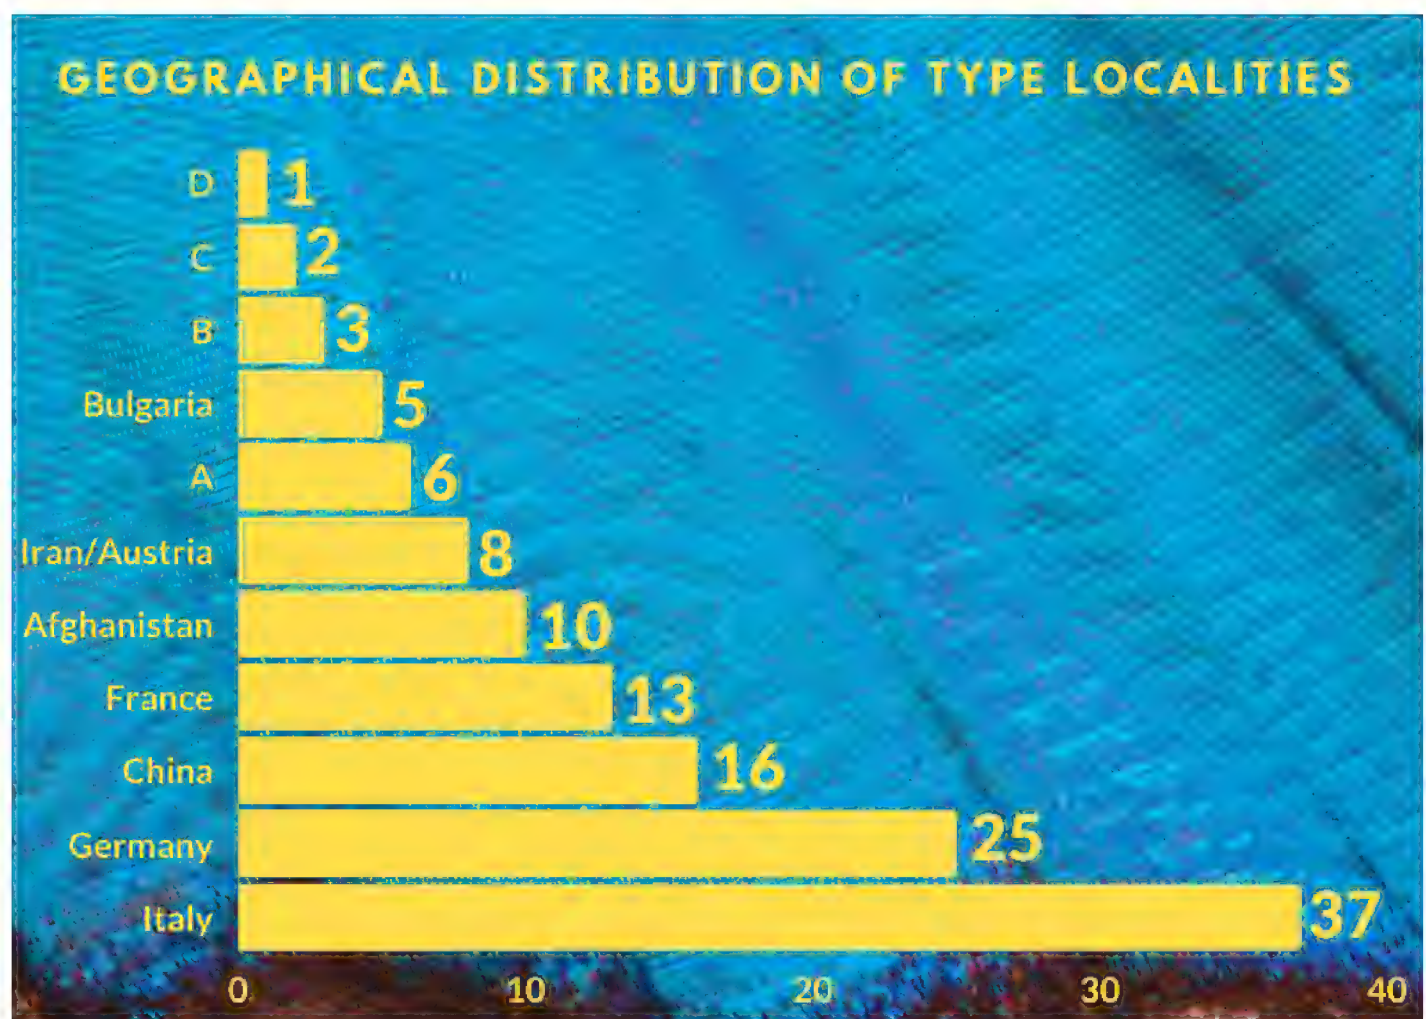 GEOGRAPHICAL DISTRIBUTION OF TYPE LOCALITIES
D 1
C 2
B 3
Bulgaria 5
A 6
Iran/Austria 8
Afghanistan 10
France 13
China 16
Germany 25
Italy 37
0 10 20 30 40